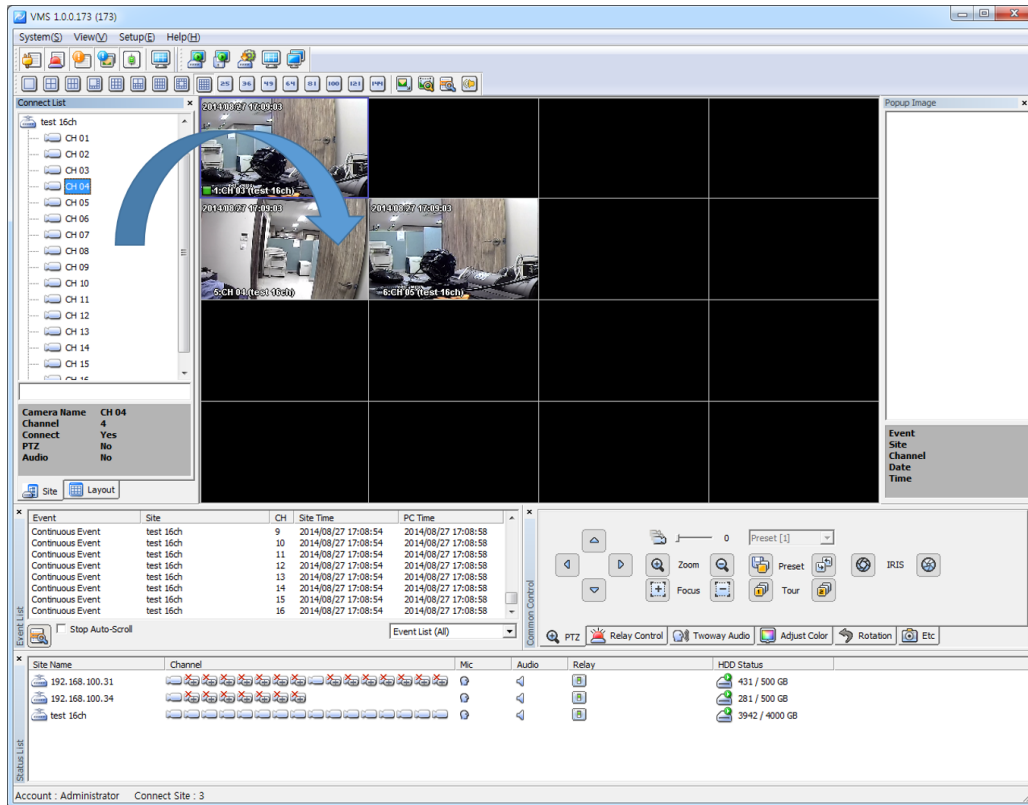 VMS 1.0.0.173 (173)
System(S) View(V) Setup(E) Help(H)
25 36 49 64 81 100 121 144
Connect List
test 16ch
CH 01
CH 02
CH 03
CH 04
CH 05
CH 06
CH 07
CH 08
CH 09
CH 10
CH 11
CH 12
CH 13
CH 14
CH 15
CH 16
Camera Name CH 04
Channel 4
Connect Yes
PTZ No
Audio No
Site Layout
2014/08/27 17:09:03
1:CH 03 (test 16ch)
2014/08/27 17:09:03 2014/08/27 17:09:03
5:CH 04 (test 16ch) 6:CH 05 (test 16ch)
Popup Image
Event
Site
Channel
Date
Time
Event List
Event Site CH Site Time PC Time
Continuous Event test 16ch 9 2014/08/27 17:08:54 2014/08/27 17:08:58
Continuous Event test 16ch 10 2014/08/27 17:08:54 2014/08/27 17:08:58
Continuous Event test 16ch 11 2014/08/27 17:08:54 2014/08/27 17:08:58
Continuous Event test 16ch 12 2014/08/27 17:08:54 2014/08/27 17:08:58
Continuous Event test 16ch 13 2014/08/27 17:08:54 2014/08/27 17:08:58
Continuous Event test 16ch 14 2014/08/27 17:08:54 2014/08/27 17:08:58
Continuous Event test 16ch 15 2014/08/27 17:08:54 2014/08/27 17:08:58
Continuous Event test 16ch 16 2014/08/27 17:08:54 2014/08/27 17:08:58
Stop Auto-Scroll Event List (All)
Common Control
0 Preset [1]
Zoom Preset IRIS
Focus Tour
1 2
PTZ Relay Control Twoway Audio Adjust Color Rotation Etc
Status List
Site Name Channel Mic Audio Relay HDD Status
192.168.100.31 431 / 500 GB
192.168.100.34 281 / 500 GB
test 16ch 3942 / 4000 GB
Account : Administrator Connect Site : 3